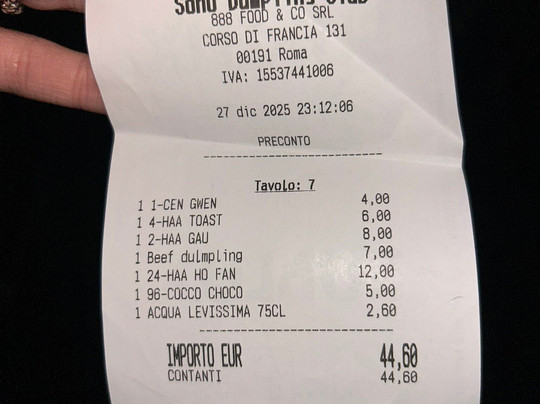 888 FOOD & CO SRL
CORSO DI FRANCIA 131
00191 Roma
IVA: 15537441006
27 dic 2025 23:12:06
PRECONTO
Tavolo: 7
1 1-CEN GWEN 4,00
1 4-HAA TOAST 6,00
1 2-HAA GAU 8,00
1 Beef dulmpling 7,00
1 24-HAA HO FAN 12,00
1 96-COCCO CHOCO 5,00
1 ACQUA LEVISSIMA 75CL 2,60
IMPORTO EUR 44,60
CONTANTI 44,60